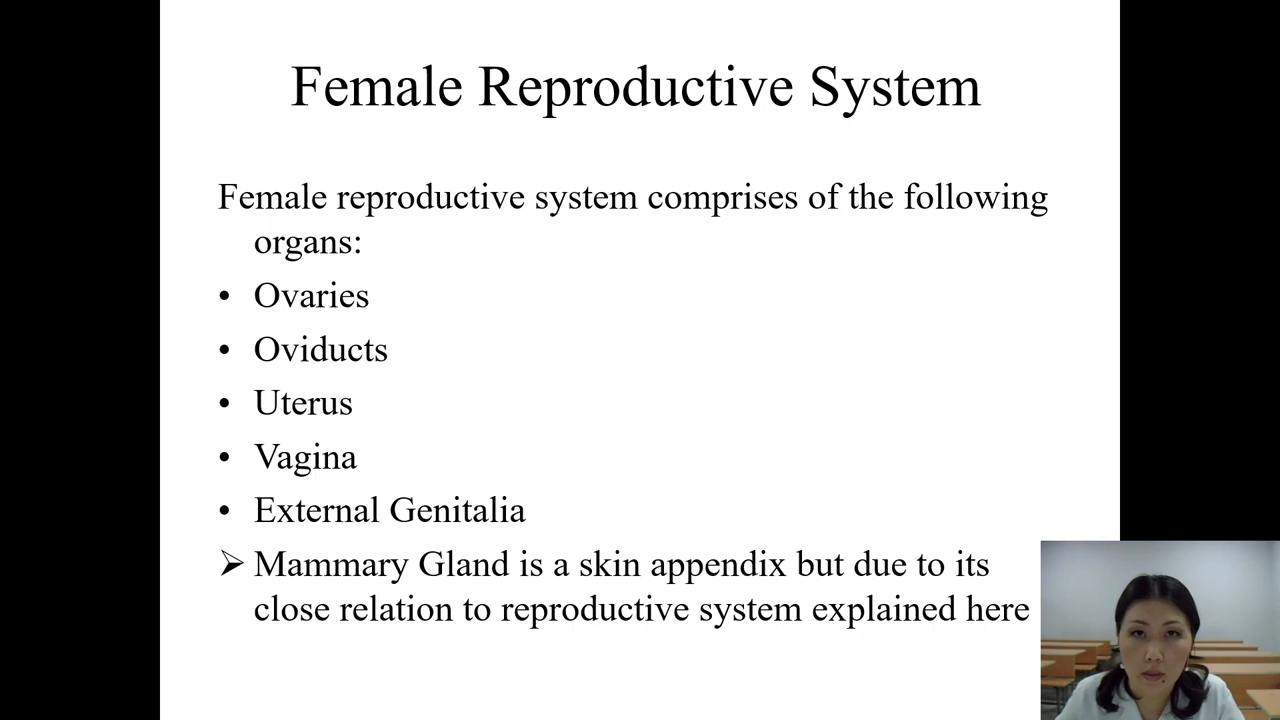 Female Reproductive System
Female reproductive system comprises of the following
organs:
• Ovaries
• Oviducts
• Uterus
• Vagina
• External Genitalia
➢ Mammary Gland is a skin appendix but due to its
close relation to reproductive system explained here